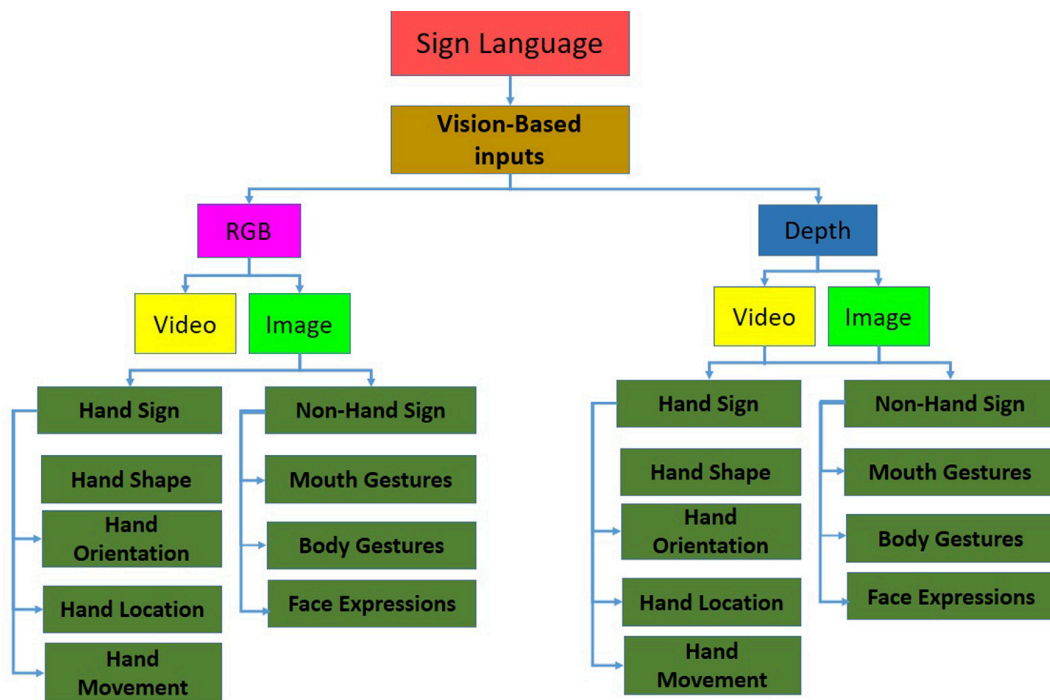 Sign Language
Vision-Based
inputs
RGB
Depth
Video
Image
Video
Image
Hand Sign
Non-Hand Sign
Hand Shape
Mouth Gestures
Hand
Orientation
Body Gestures
Hand Location
Face Expressions
Hand
Movement
Hand Sign
Non-Hand Sign
Hand Shape
Mouth Gestures
Hand
Orientation
Body Gestures
Hand Location
Face Expressions
Hand
Movement